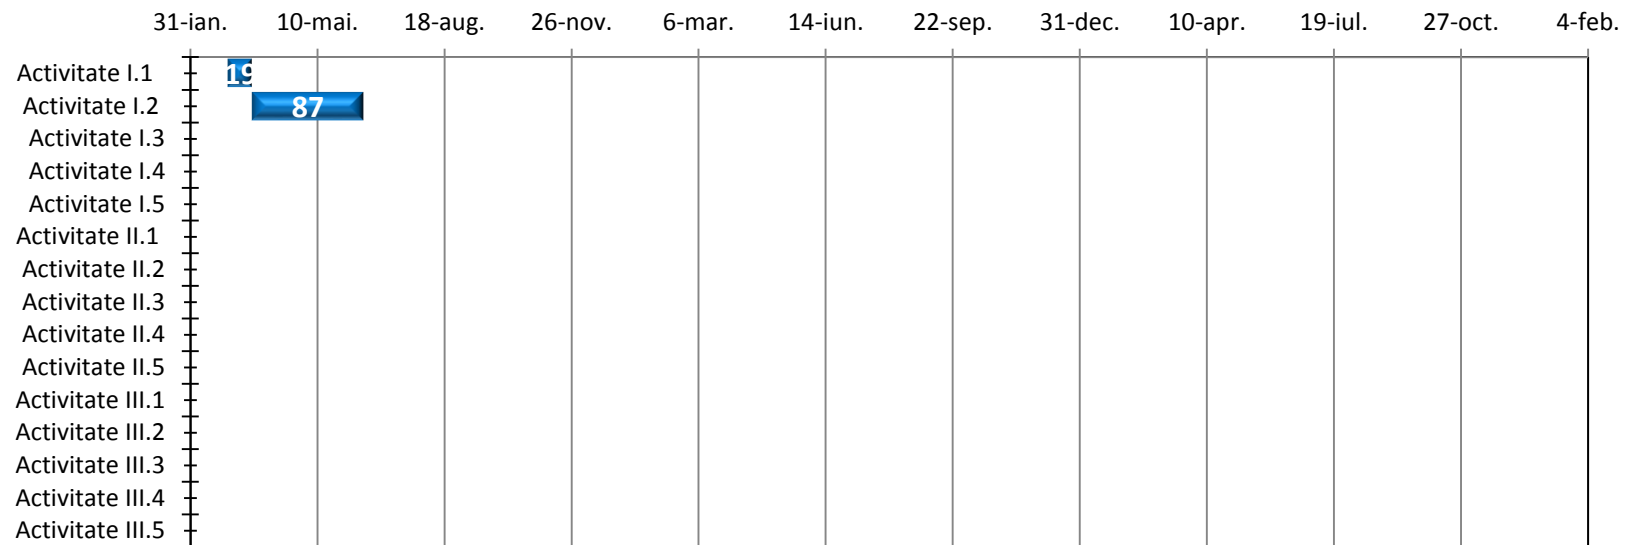 31-ian. 10-mai. 18-aug. 26-nov. 6-mar. 14-iun. 22-sep. 31-dec. 10-apr. 19-iul. 27-oct. 4-feb.
Activitate I.1 19
Activitate I.2 87
Activitate I.3
Activitate I.4
Activitate I.5
Activitate II.1
Activitate II.2
Activitate II.3
Activitate II.4
Activitate II.5
Activitate III.1
Activitate III.2
Activitate III.3
Activitate III.4
Activitate III.5